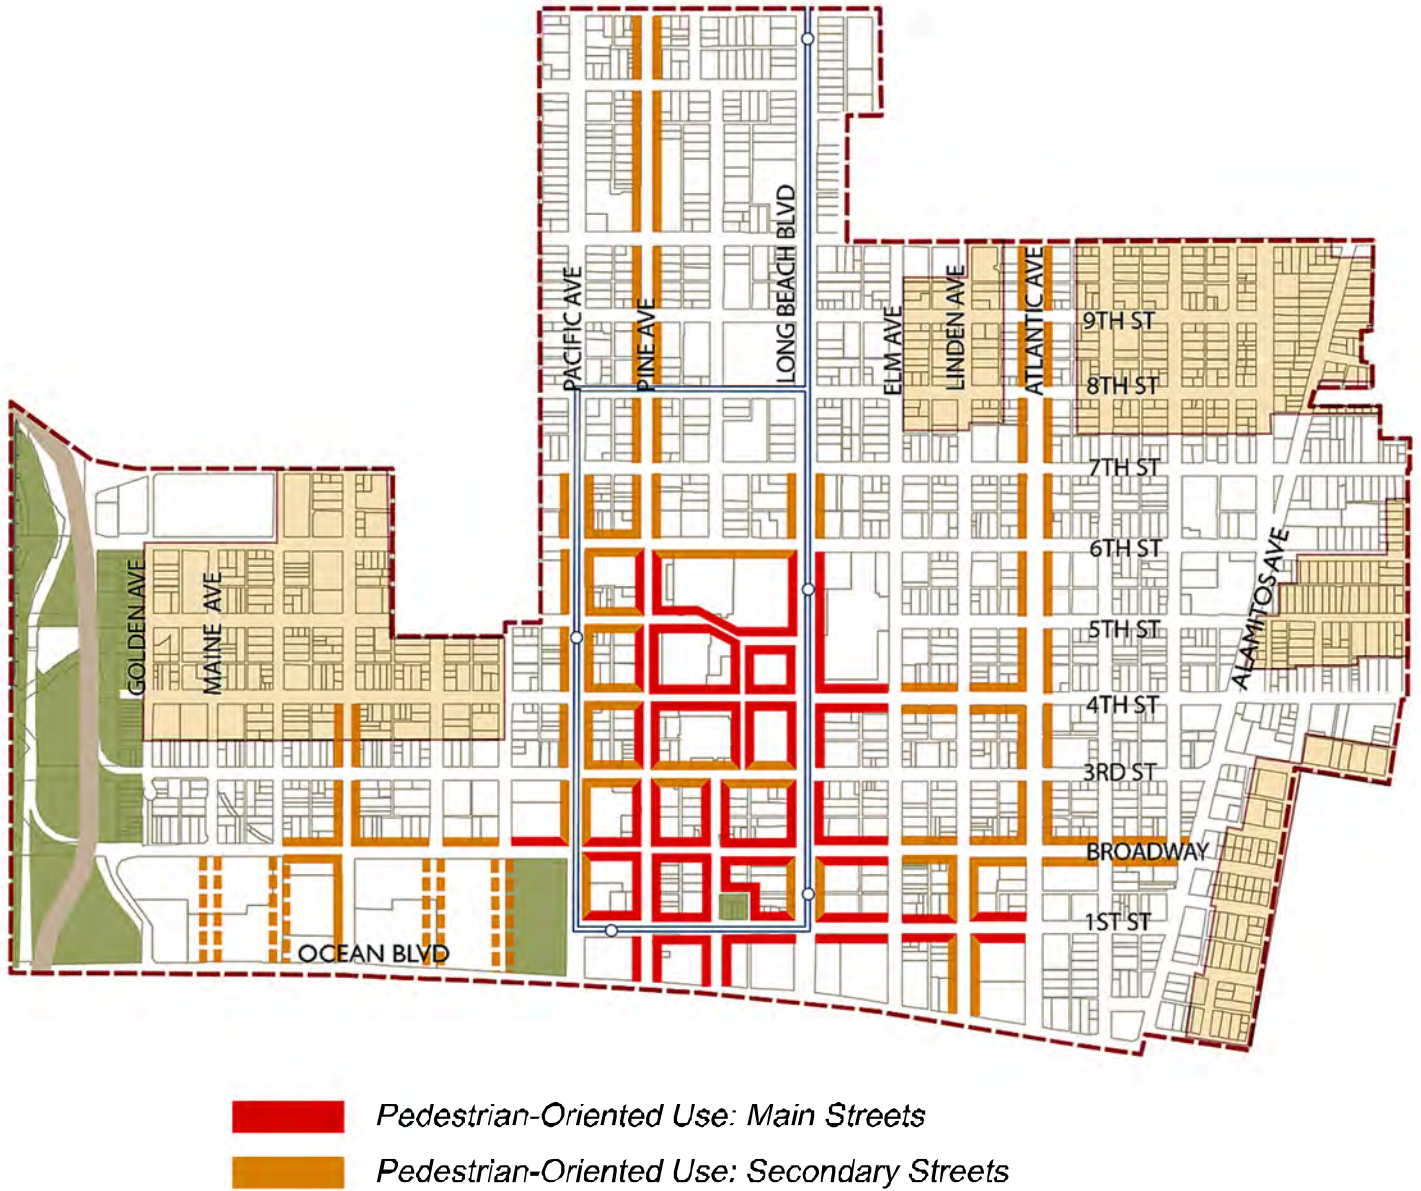 PACIFIC AVE
PINE AVE
LONG BEACH BLVD
ELM AVE
LINDEN AVE
ATLANTIC AVE
9TH ST
8TH ST
7TH ST
6TH ST
5TH ST
4TH ST
3RD ST
BROADWAY
1ST ST
ALAMITOS AVE
GOLDEN AVE
MAINE AVE
OCEAN BLVD
Pedestrian-Oriented Use: Main Streets
Pedestrian-Oriented Use: Secondary Streets